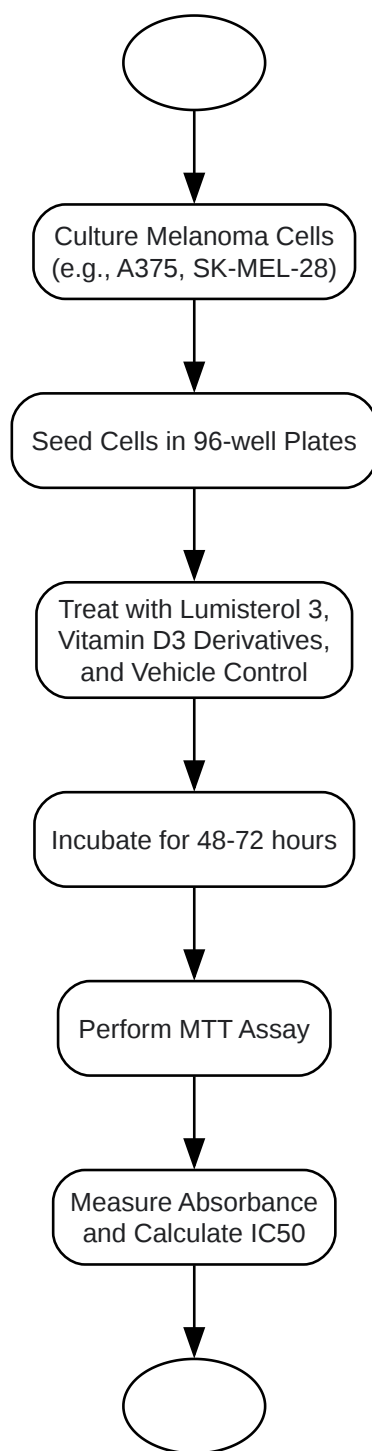 Culture Melanoma Cells
(e.g., A375, SK-MEL-28)
Seed Cells in 96-well Plates
Treat with Lumisterol 3,
Vitamin D3 Derivatives,
and Vehicle Control
Incubate for 48-72 hours
Perform MTT Assay
Measure Absorbance
and Calculate IC50